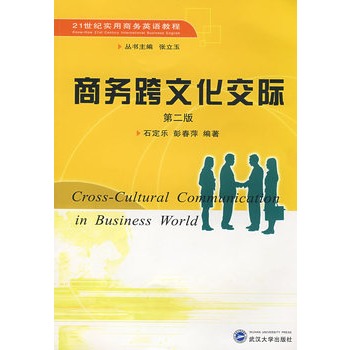 21世纪实用商务英语教程
Know-How 21st Century International Business English
丛书主编 张立玉
商务跨文化交际
第二版
石定乐 彭春萍 编著
Cross-Cultural Communication
in Business World
WUHAN UNIVERSITY PRESS
武汉大学出版社